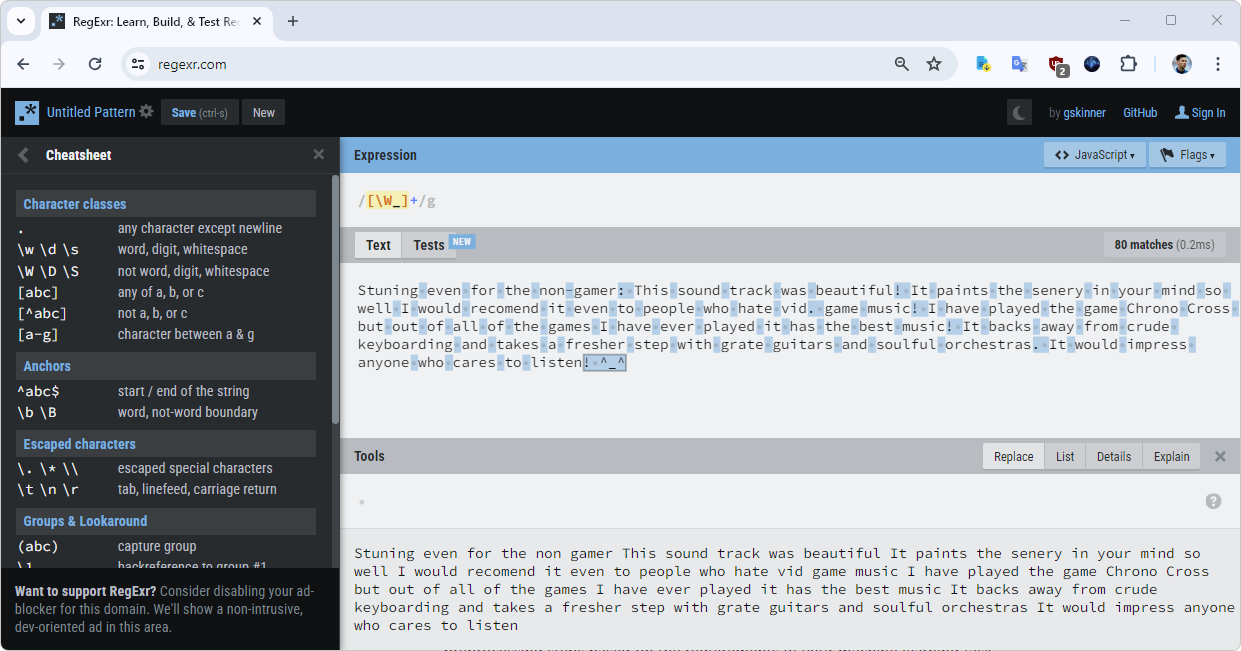 RegExr: Learn, Build, & Test Reg
regexr.com
2
Untitled Pattern
Save (ctrl-s)
New
by gskinner
GitHub
Sign In
Cheatsheet
Character classes
. any character except newline
\w \d \s word, digit, whitespace
\W \D \S not word, digit, whitespace
[abc] any of a, b, or c
[^abc] not a, b, or c
[a-g] character between a & g
Anchors
^abc$ start / end of the string
\b \B word, not-word boundary
Escaped characters
\. \* \\ escaped special characters
\t \n \r tab, linefeed, carriage return
Groups & Lookaround
(abc) capture group
\1 backreference to group #1
Want to support RegExr? Consider disabling your ad-
blocker for this domain. We'll show a non-intrusive,
dev-oriented ad in this area.
Expression
<> JavaScript
Flags
/[\W_]+/g
Text
Tests
NEW
80 matches (0.2ms)
Stuning even for the non-gamer: This sound track was beautiful! It paints the senery in your mind so
well I would recomend it even to people who hate vid. game music! I have played the game Chrono Cross
but out of all of the games I have ever played it has the best music! It backs away from crude
keyboarding and takes a fresher step with grate guitars and soulful orchestras. It would impress
anyone who cares to listen! ^_^
Tools
Replace
List
Details
Explain
Stuning even for the non gamer This sound track was beautiful It paints the senery in your mind so
well I would recomend it even to people who hate vid game music I have played the game Chrono Cross
but out of all of the games I have ever played it has the best music It backs away from crude
keyboarding and takes a fresher step with grate guitars and soulful orchestras It would impress anyone
who cares to listen